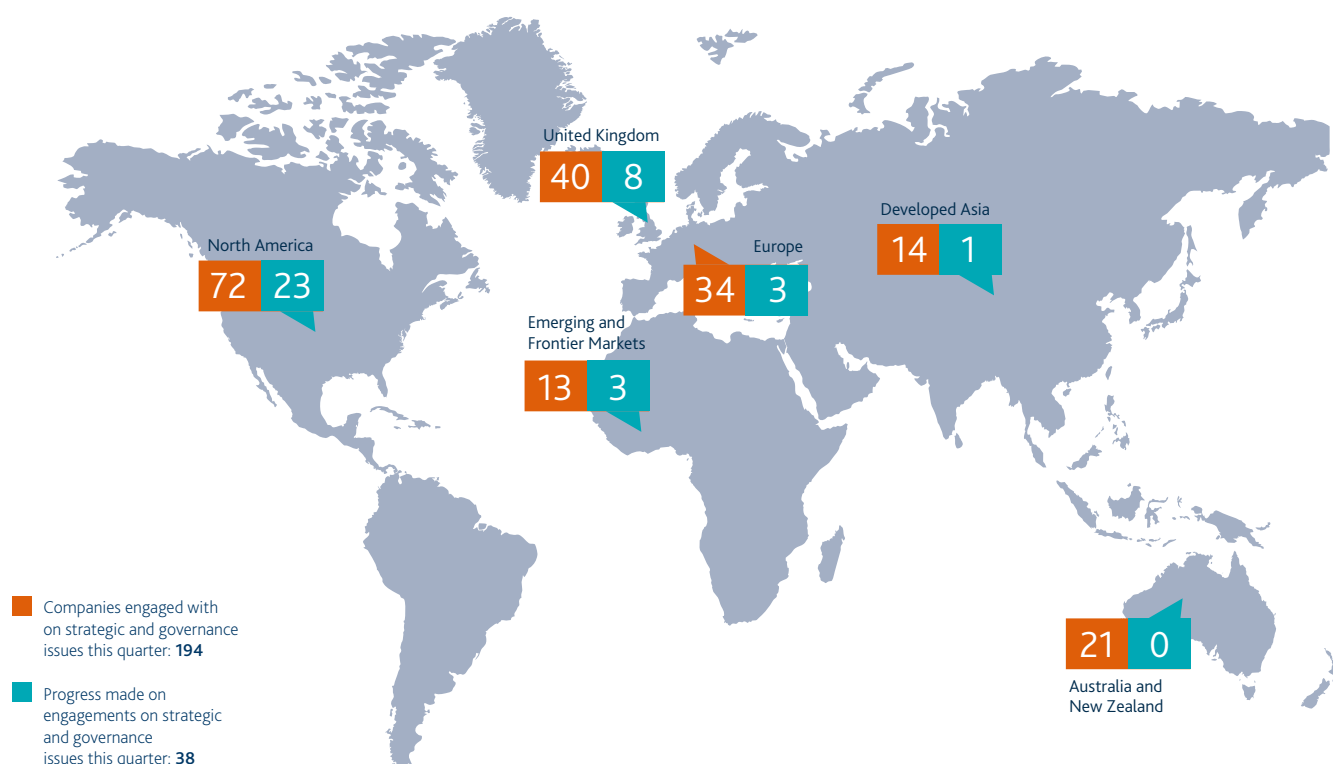 United Kingdom
40 8
Developed Asia
14 1
North America
72 23
Europe
34 3
Emerging and
Frontier Markets
13 3
Companies engaged with
on strategic and governance
issues this quarter: 194
21 0
Australia and
New Zealand
Progress made on
engagements on strategic
and governance
issues this quarter: 38